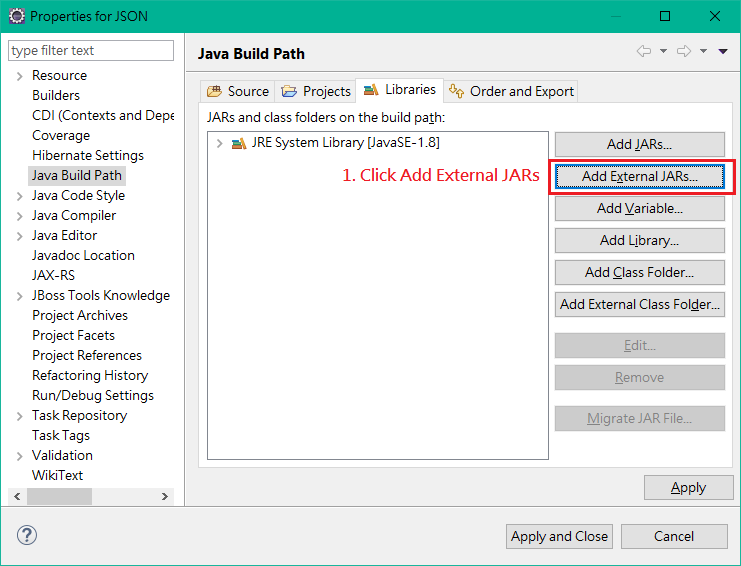 Properties for JSON
type filter text
Resource
Builders
CDI (Contexts and Depe
Coverage
Hibernate Settings
Java Build Path
Java Code Style
Java Compiler
Java Editor
Javadoc Location
JAX-RS
JBoss Tools Knowledge
Project Archives
Project Facets
Project References
Refactoring History
Run/Debug Settings
Task Repository
Task Tags
Validation
WikiText
Java Build Path
Source Projects Libraries Order and Export
JARs and class folders on the build path:
JRE System Library [JavaSE-1.8]
1. Click Add External JARs
Add JARs...
Add External JARs...
Add Variable...
Add Library...
Add Class Folder...
Add External Class Folder...
Edit...
Remove
Migrate JAR File...
Apply
?
Apply and Close
Cancel